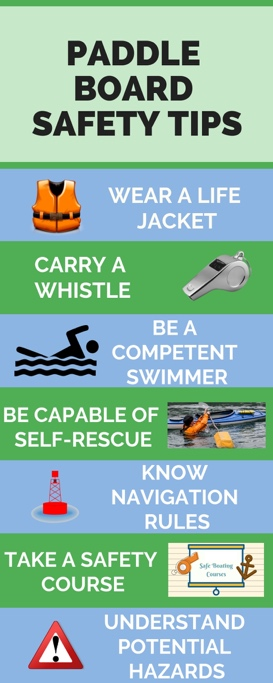 PADDLE
BOARD
SAFETY TIPS
WEAR A LIFE
JACKET
CARRY A
WHISTLE
BE A
COMPETENT
SWIMMER
BE CAPABLE OF
SELF-RESCUE
KNOW
NAVIGATION
RULES
TAKE A SAFETY
COURSE
Safe Boating
Courses
UNDERSTAND
POTENTIAL
HAZARDS